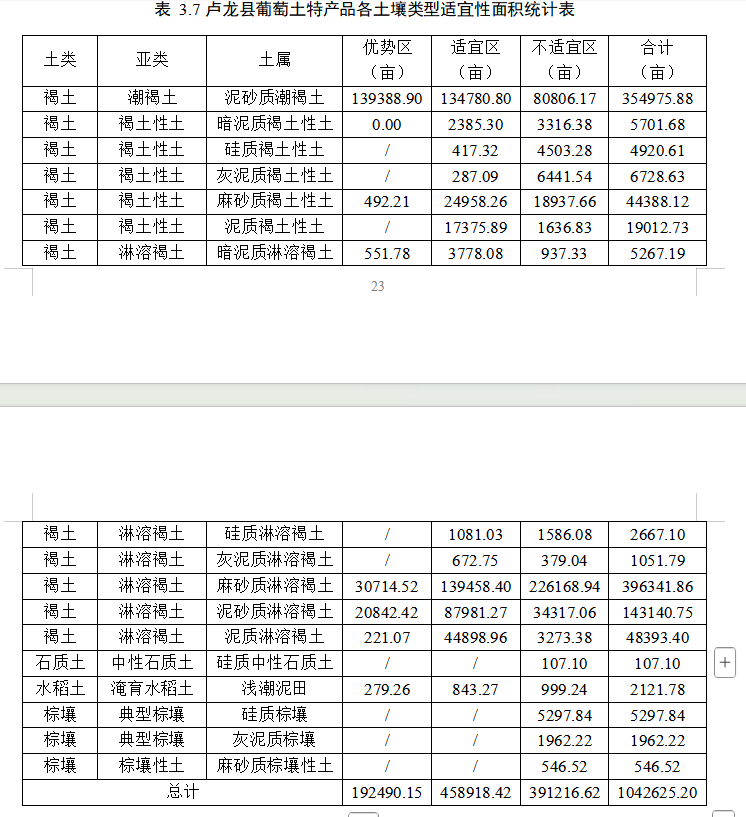 表 3.7 卢龙县葡萄土特产品各土壤类型适宜性面积统计表
土类 亚类 土属 优势区（亩） 适宜区（亩） 不适宜区（亩） 合计（亩）
褐土 潮褐土 泥砂质潮褐土 139388.90 134780.80 80806.17 354975.88
褐土 褐土性土 暗泥质褐土性土 0.00 2385.30 3316.38 5701.68
褐土 褐土性土 硅质褐土性土 / 417.32 4503.28 4920.61
褐土 褐土性土 灰泥质褐土性土 / 287.09 6441.54 6728.63
褐土 褐土性土 麻砂质褐土性土 492.21 24958.26 18937.66 44388.12
褐土 褐土性土 泥质褐土性土 / 17375.89 1636.83 19012.73
褐土 淋溶褐土 暗泥质淋溶褐土 551.78 3778.08 937.33 5267.19
23
褐土 淋溶褐土 硅质淋溶褐土 / 1081.03 1586.08 2667.10
褐土 淋溶褐土 灰泥质淋溶褐土 / 672.75 379.04 1051.79
褐土 淋溶褐土 麻砂质淋溶褐土 30714.52 139458.40 226168.94 396341.86
褐土 淋溶褐土 泥砂质淋溶褐土 20842.42 87981.27 34317.06 143140.75
褐土 淋溶褐土 泥质淋溶褐土 221.07 44898.96 3273.38 48393.40
石质土 中性石质土 硅质中性石质土 / / 107.10 107.10
水稻土 淹育水稻土 浅潮泥田 279.26 843.27 999.24 2121.78
棕壤 典型棕壤 硅质棕壤 / / 5297.84 5297.84
棕壤 典型棕壤 灰泥质棕壤 / / 1962.22 1962.22
棕壤 棕壤性土 麻砂质棕壤性土 / / 546.52 546.52
总计 192490.15 458918.42 391216.62 1042625.20